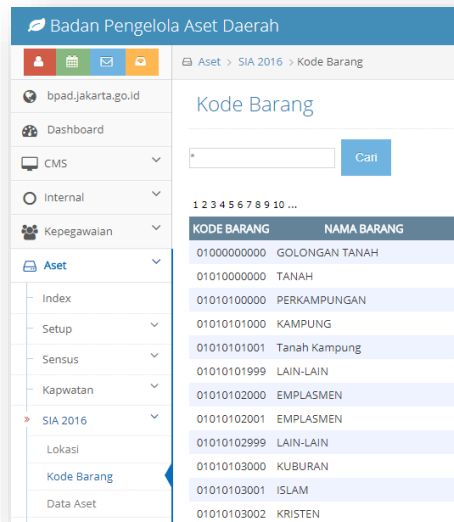 Badan Pengelola Aset Daerah
Aset > SIA 2016 > Kode Barang
bpad.jakarta.go.id
Dashboard
CMS
Internal
Kepegawaian
Aset
Index
Setup
Sensus
Kapwatan
SIA 2016
Lokasi
Kode Barang
Data Aset
Kode Barang
*
Cari
1 2 3 4 5 6 7 8 9 10 ...
KODE BARANG NAMA BARANG
01000000000 GOLONGAN TANAH
01010000000 TANAH
01010100000 PERKAMPUNGAN
01010101000 KAMPUNG
01010101001 Tanah Kampung
01010101999 LAIN-LAIN
01010102000 EMPLASMEN
01010102001 EMPLASMEN
01010102999 LAIN-LAIN
01010103000 KUBURAN
01010103001 ISLAM
01010103002 KRISTEN